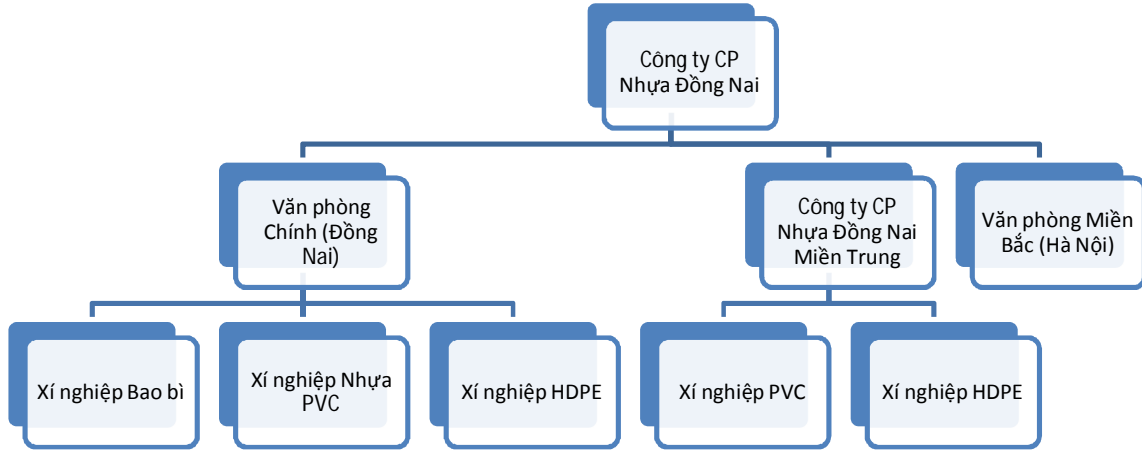 Công ty CP
Nhựa Đồng Nai
Văn phòng
Chính (Đồng
Nai)
Công ty CP
Nhựa Đồng Nai
Miền Trung
Văn phòng Miền
Bắc (Hà Nội)
Xí nghiệp Bao bì
Xí nghiệp Nhựa
PVC
Xí nghiệp HDPE
Xí nghiệp PVC
Xí nghiệp HDPE